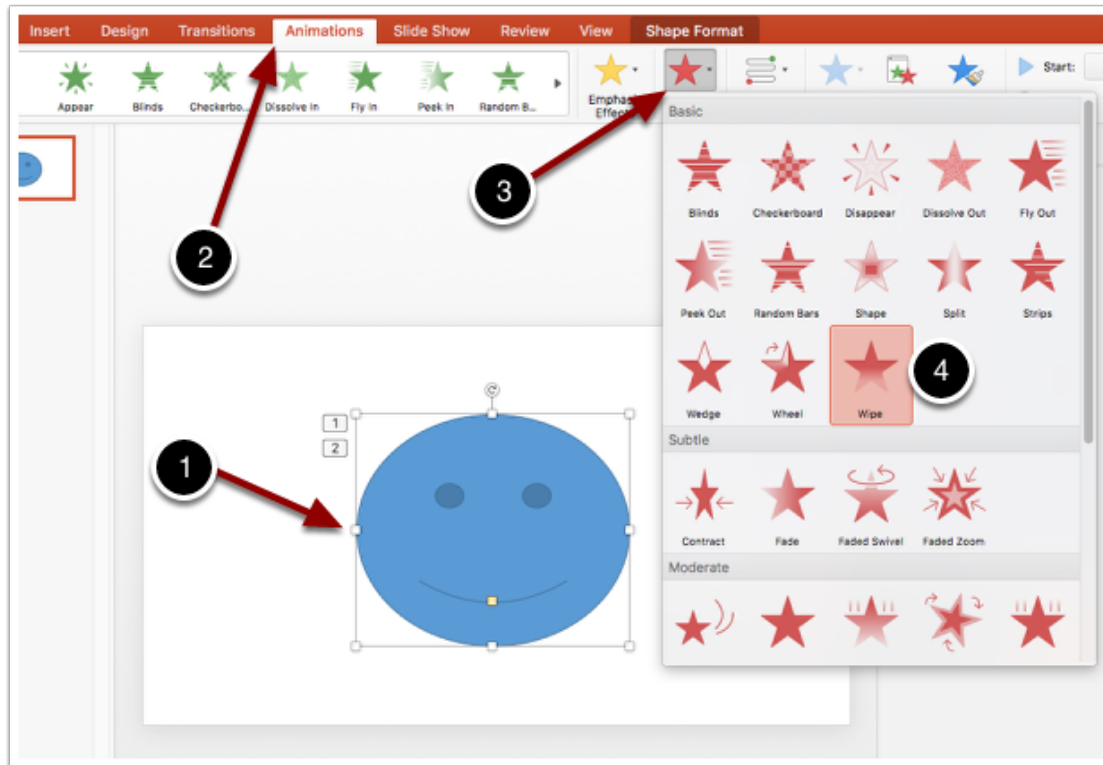 Insert Design Transitions Animations Slide Show Review View Shape Format
Appear Blinds Checkerbo... Dissolve In Fly In Peek In Random B...
Start:
3
Basic
Blinds Checkerboard Disappear Dissolve Out Fly Out
2
Peek Out Random Bars Shape Split Strips
4
Wedge Wheel Wipe
1
2
Subtle
1
Contract Fade Faded Swivel Faded Zoom
Moderate